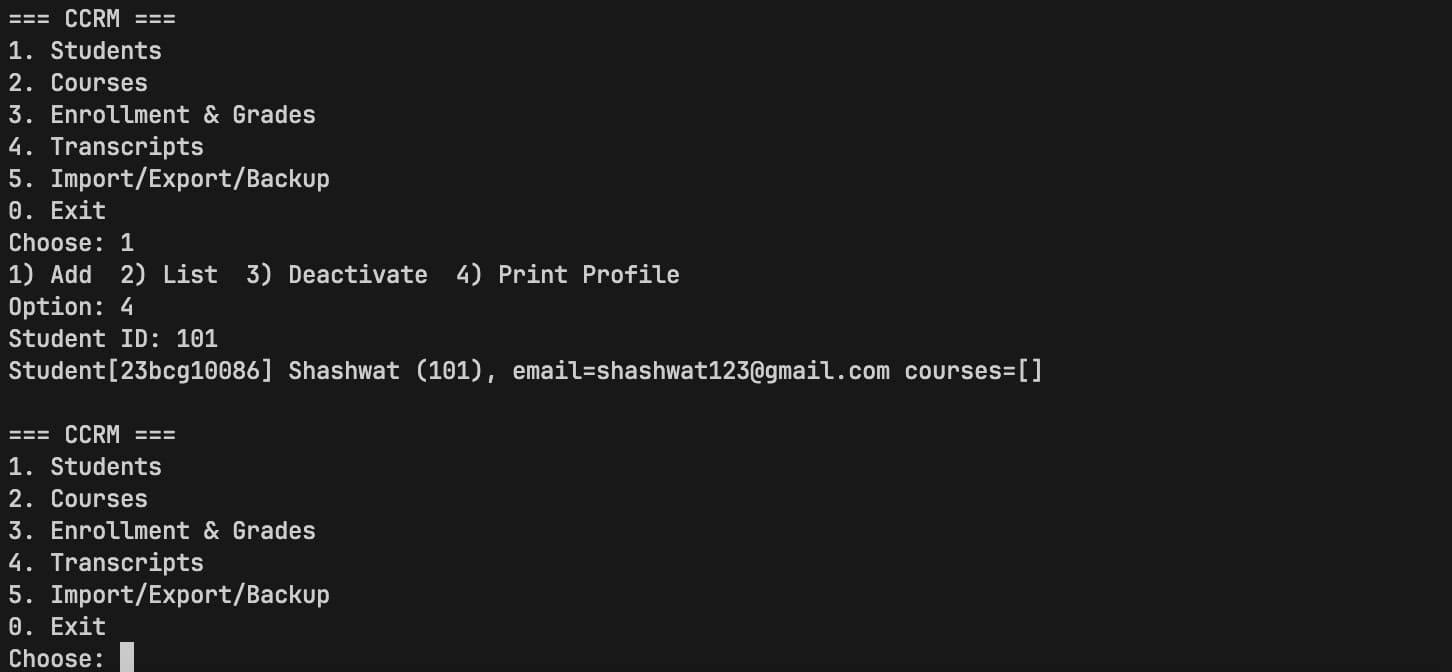 === CCRM ===
1. Students
2. Courses
3. Enrollment & Grades
4. Transcripts
5. Import/Export/Backup
0. Exit
Choose: 1
1) Add  2) List  3) Deactivate  4) Print Profile
Option: 4
Student ID: 101
Student[23bcg10086] Shashwat (101), email=shashwat123@gmail.com courses=[]

=== CCRM ===
1. Students
2. Courses
3. Enrollment & Grades
4. Transcripts
5. Import/Export/Backup
0. Exit
Choose: